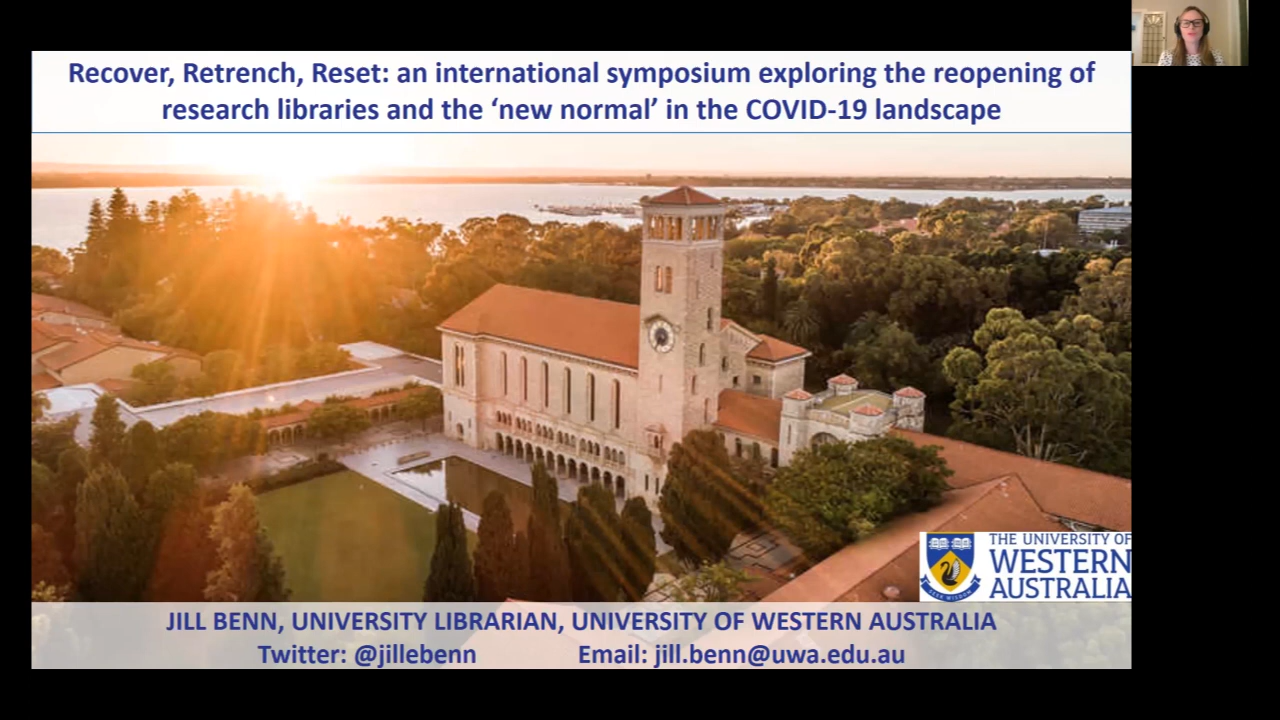 Recover, Retrench, Reset: an international symposium exploring the reopening of
research libraries and the ‘new normal’ in the COVID-19 landscape
THE UNIVERSITY OF
WESTERN
AUSTRALIA
SEEK WISDOM
JILL BENN, UNIVERSITY LIBRARIAN, UNIVERSITY OF WESTERN AUSTRALIA
Twitter: @jillebenn Email: jill.benn@uwa.edu.au